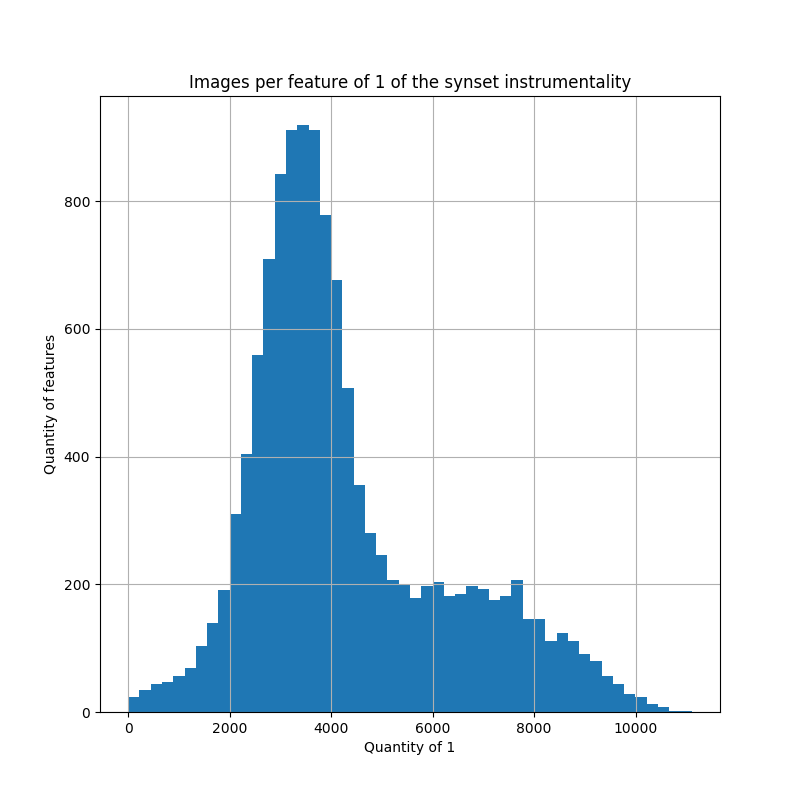 Images per feature of 1 of the synset instrumentality
Quantity of features
800
600
400
200
0
0 2000 4000 6000 8000 10000
Quantity of 1